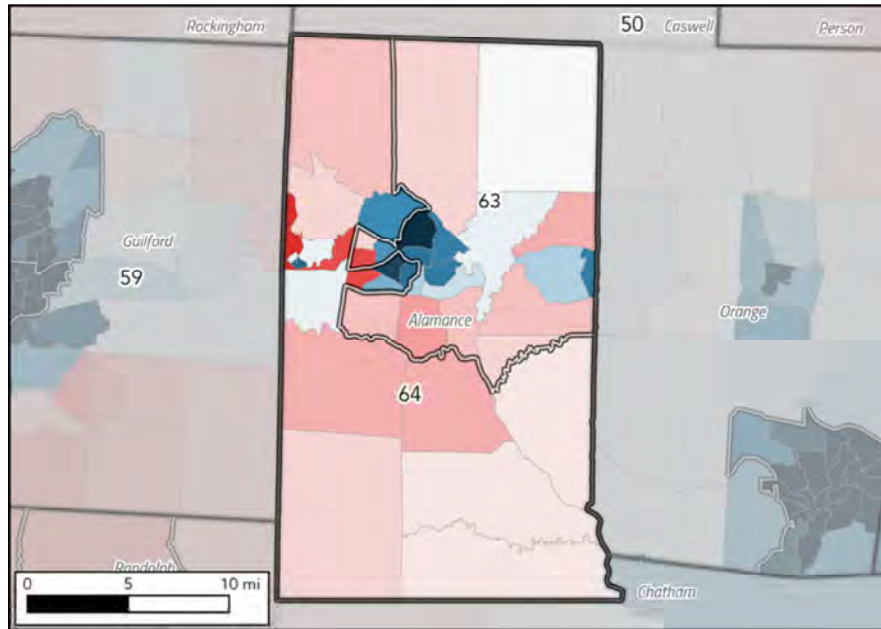 Rockingham
50
Caswell
Person
63
Guilford
59
Alamance
Orange
64
Randolph
0 5 10 mi
Chatham